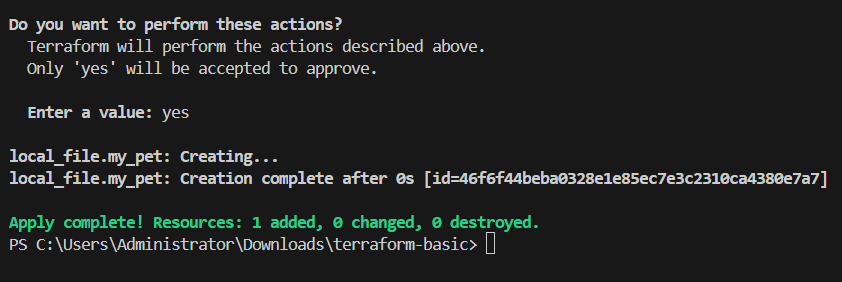 Do you want to perform these actions?
Terraform will perform the actions described above.
Only 'yes' will be accepted to approve.
Enter a value: yes
local_file.my_pet: Creating...
local_file.my_pet: Creation complete after 0s [id=46f6f44beba0328e1e85ec7e3c2310ca4380e7a7]
Apply complete! Resources: 1 added, 0 changed, 0 destroyed.
PS C:\Users\Administrator\Downloads\terraform-basic>